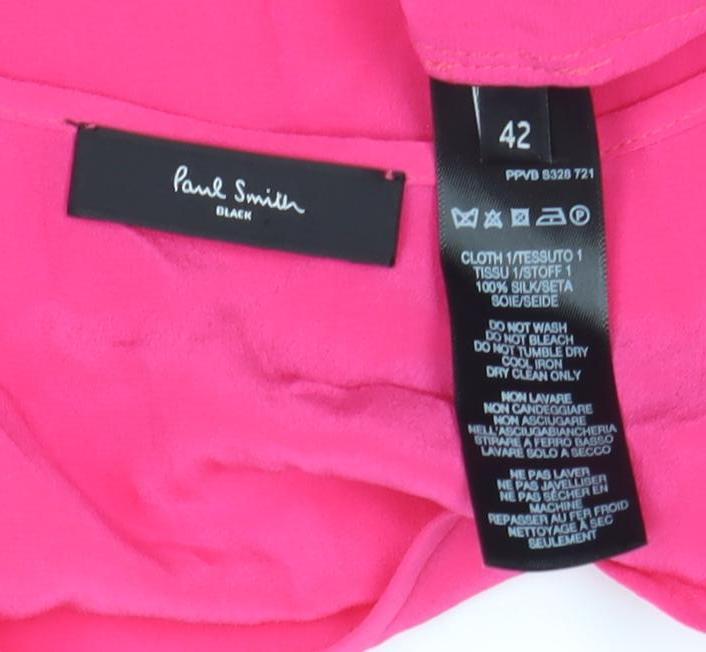 Paul Smith
BLACK
42
PPVB 8328 721
P
CLOTH 1/TESSUTO 1
TISSU 1/STOFF 1
100% SILK/SETA
SOIE/SEIDE
DO NOT WASH
DO NOT BLEACH
DO NOT TUMBLE DRY
COOL IRON
DRY CLEAN ONLY
NON LAVARE
NON CANDEGGIARE
NON ASCIUGARE
NELL'ASCIUGABIANCHERIA
STIRARE A FERRO BASSO
LAVARE SOLO A SECCO
NE PAS LAVER
NE PAS JAVELLISER
NE PAS SÉCHER EN
MACHINE
REPASSER AU FER FROID
NETTOYAGE À SEC
SEULEMENT